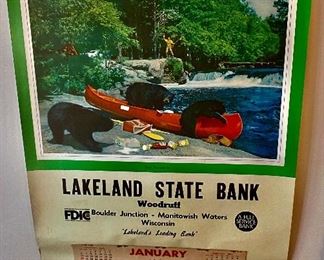 LAKELAND STATE BANK
Woodruff
FDIC Boulder Junction - Manitowish Waters
Wisconsin
"Lakeland's Leading Bank"
JANUARY